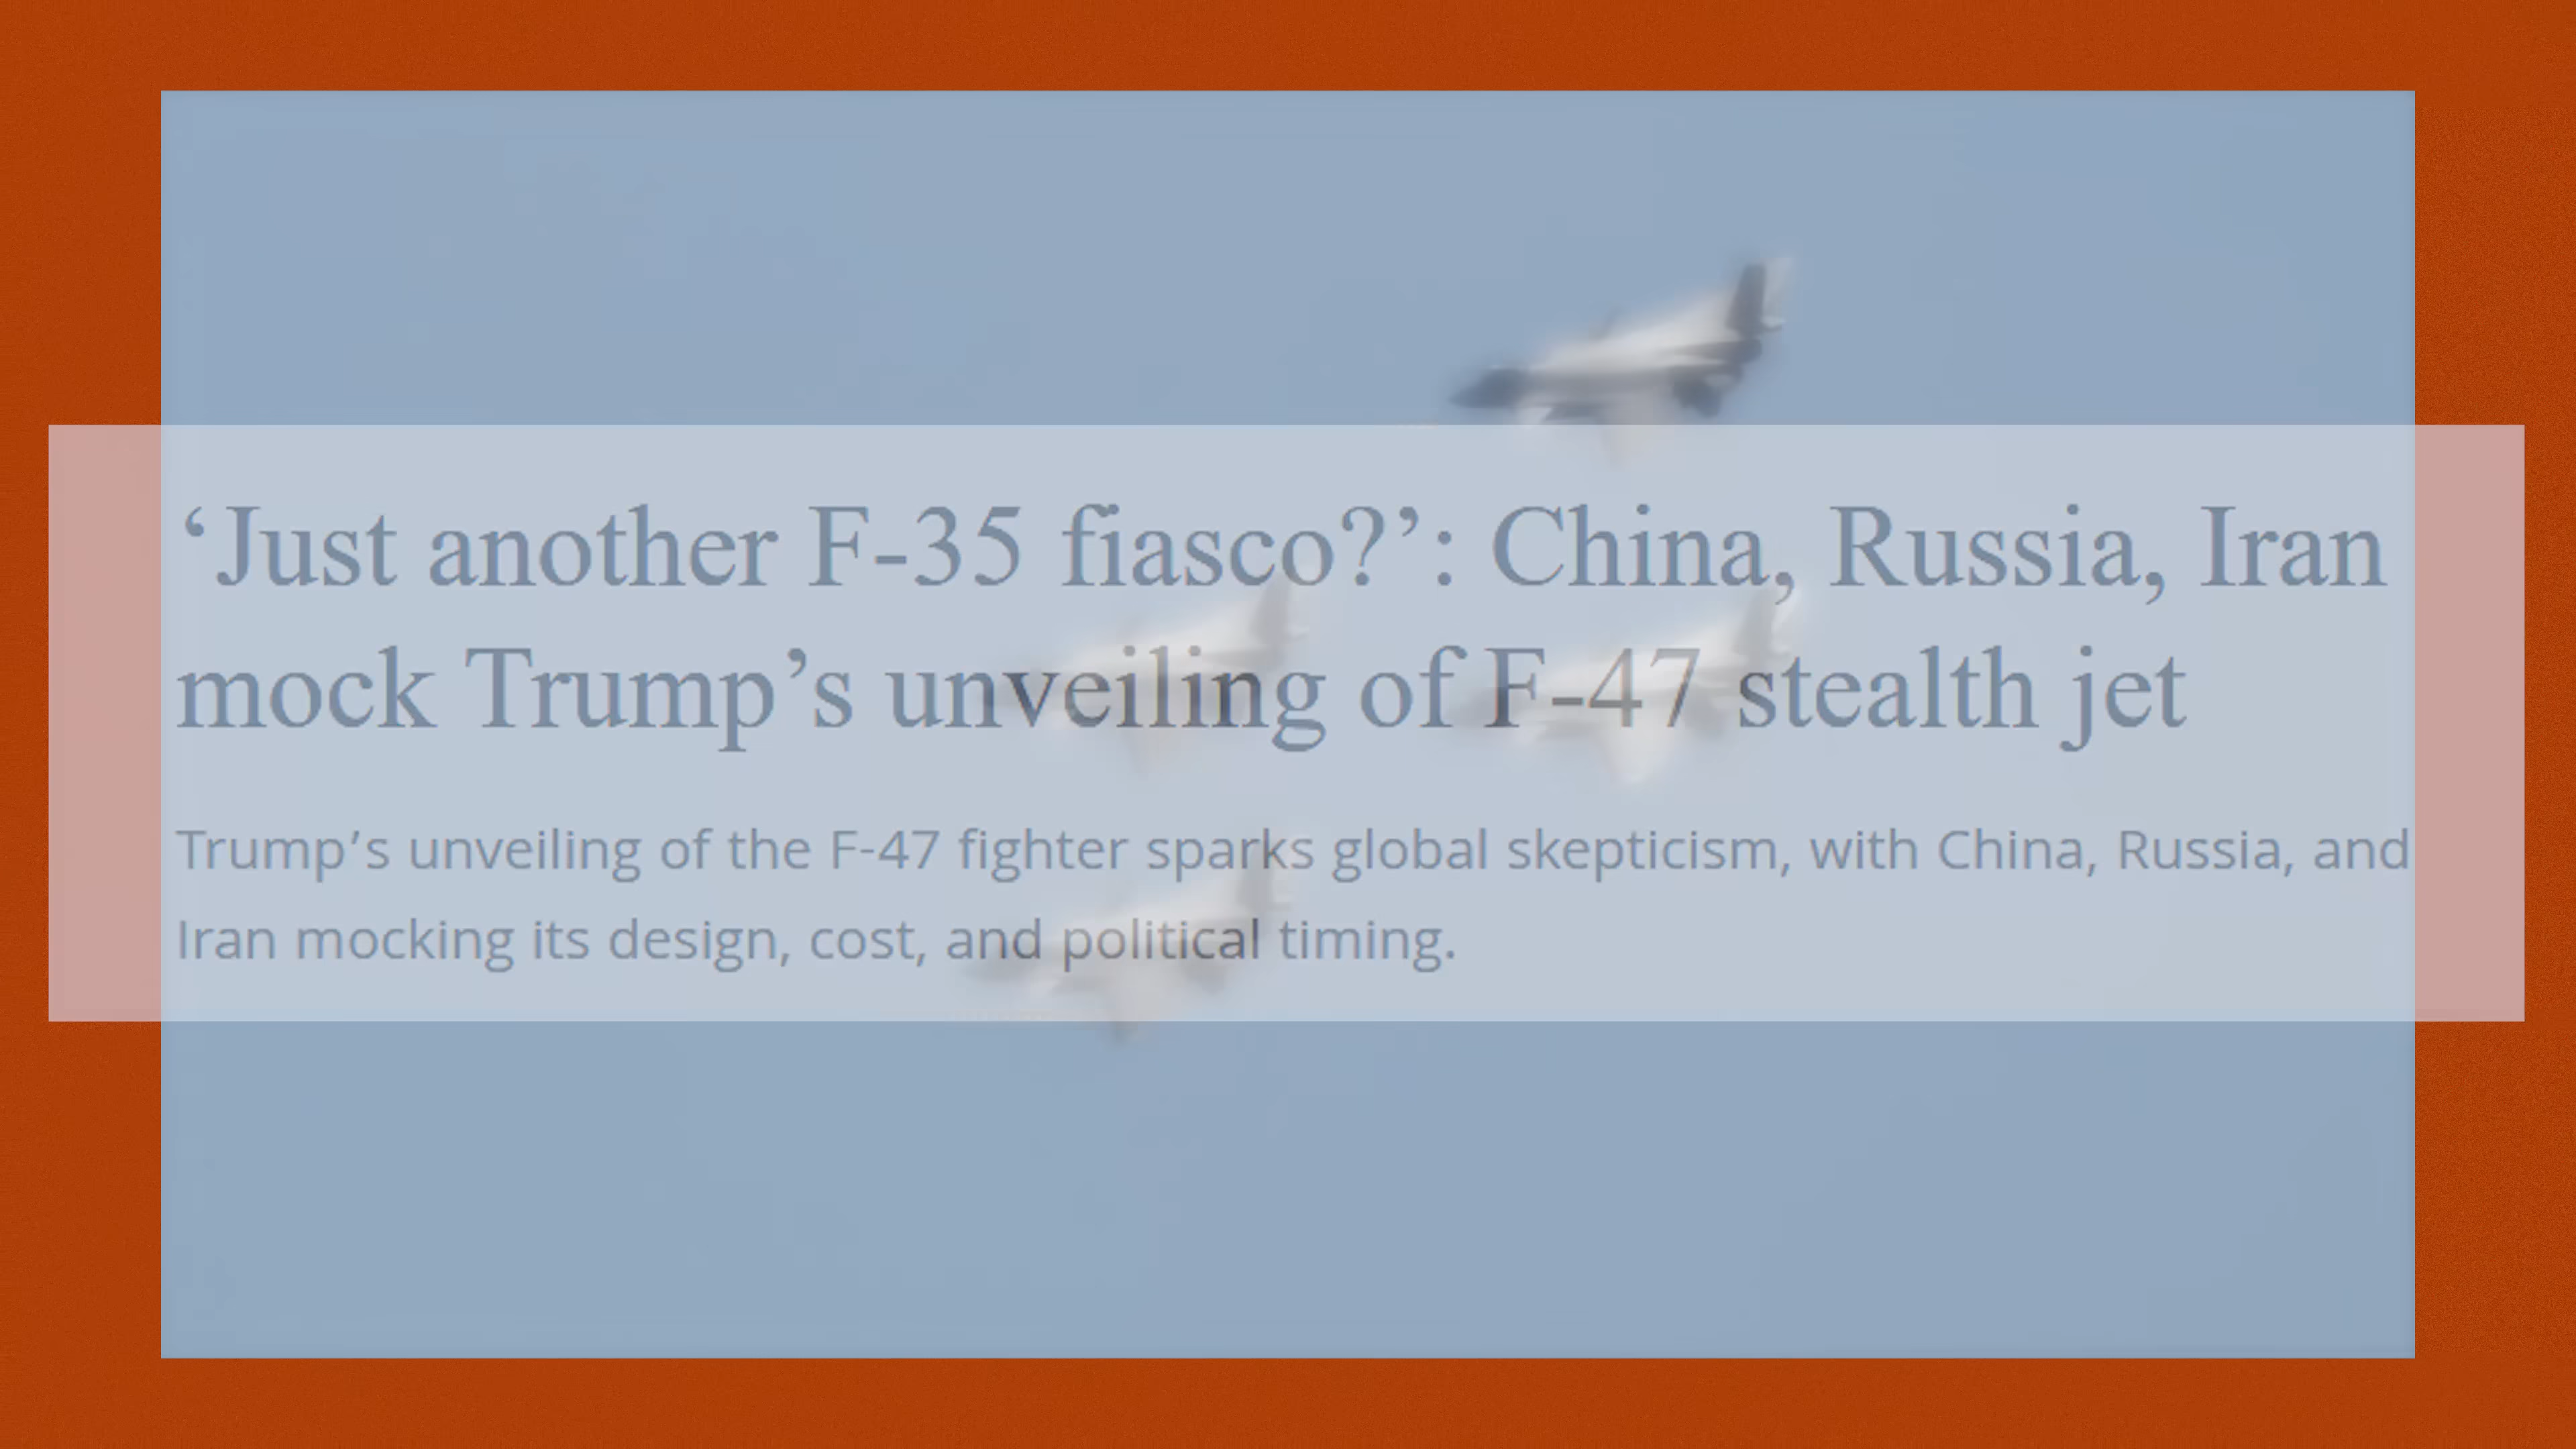 ‘Just another F-35 fiasco?’: China, Russia, Iran
mock Trump’s unveiling of F-47 stealth jet
Trump’s unveiling of the F-47 fighter sparks global skepticism, with China, Russia, and
Iran mocking its design, cost, and political timing.